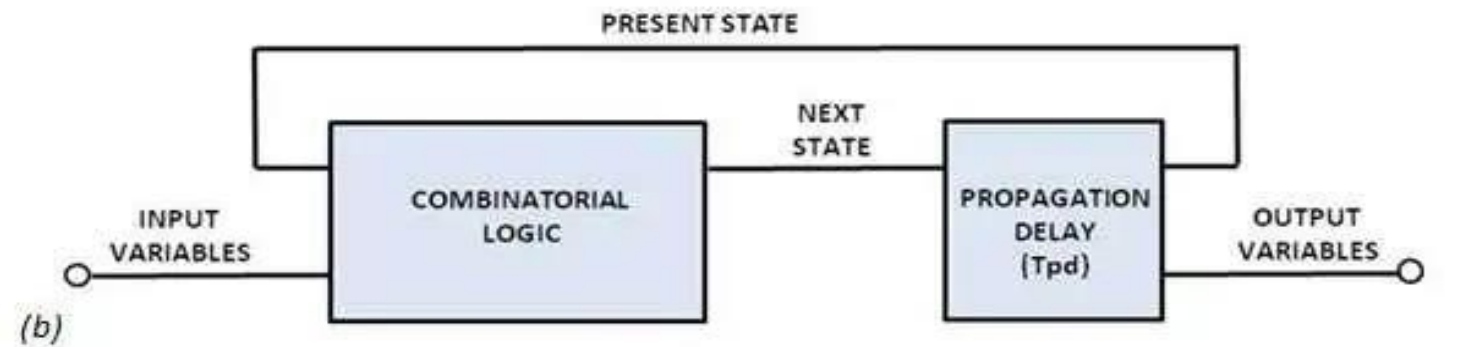 PRESENT STATE
NEXT
STATE
COMBINATORIAL
LOGIC
PROPAGATION
DELAY
(Tpd)
INPUT
VARIABLES
OUTPUT
VARIABLES
(b)